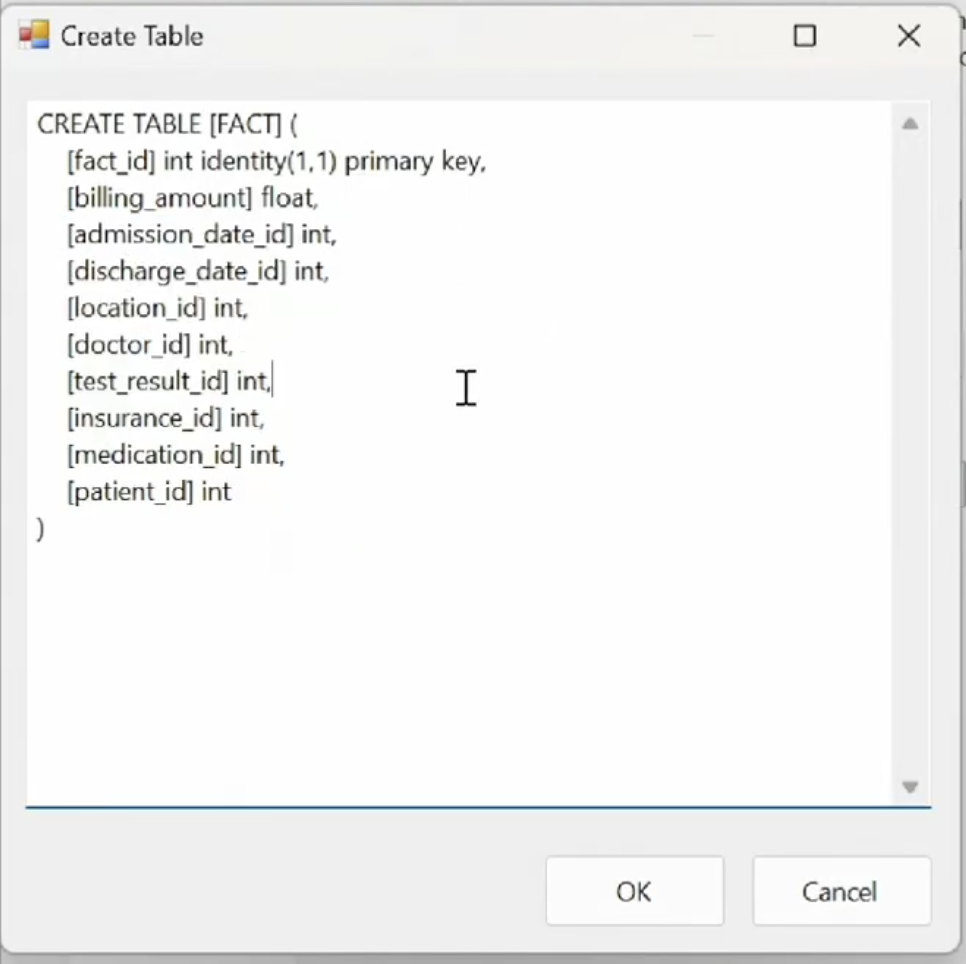 Create Table
CREATE TABLE [FACT] (
[fact_id] int identity(1,1) primary key,
[billing_amount] float,
[admission_date_id] int,
[discharge_date_id] int,
[location_id] int,
[doctor_id] int,
[test_result_id] int,
[insurance_id] int,
[medication_id] int,
[patient_id] int
)
OK
Cancel